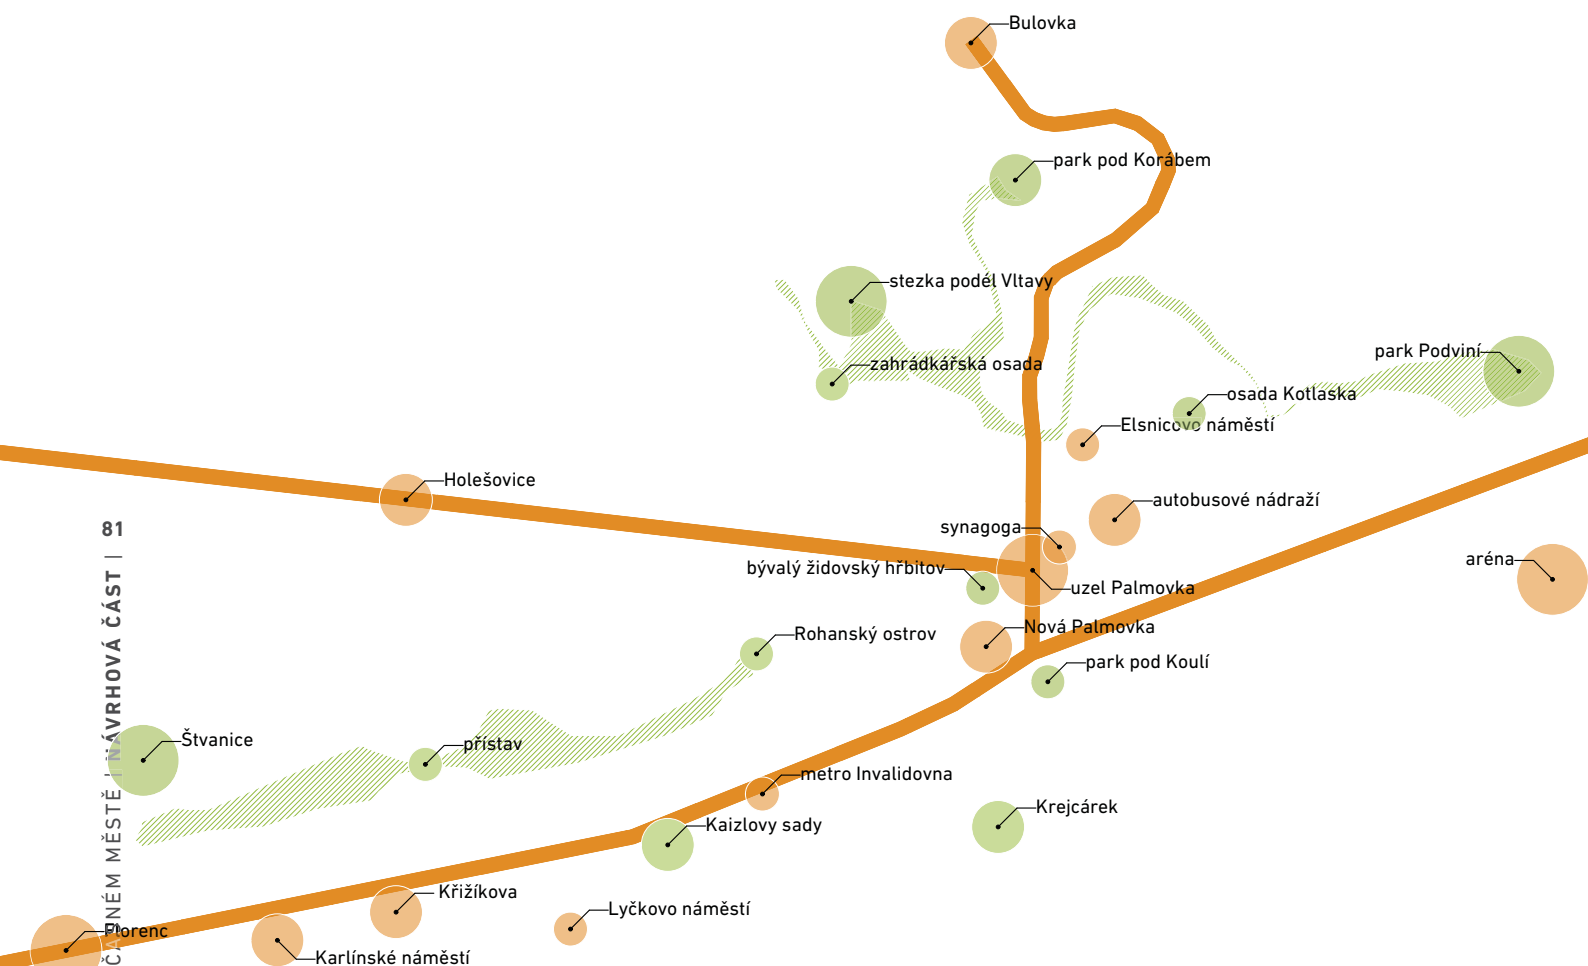 Bulovka
park pod Korábem
stezka podél Vltavy
park Podviní
zahrádkářská osada
osada Kotlaska
Elsnicovo náměstí
Holešovice
autobusové nádraží
synagoga
aréna
bývalý židovský hřbitov
uzel Palmovka
Nová Palmovka
Rohanský ostrov
park pod Koulí
Štvanice
přístav
metro Invalidovna
Krejcárek
Kaizlovy sady
Křižíkova
Lyčkovo náměstí
Florenc
Karlínské náměstí
MĚSTĚ | NÁVRHOVÁ ČÁST | 81